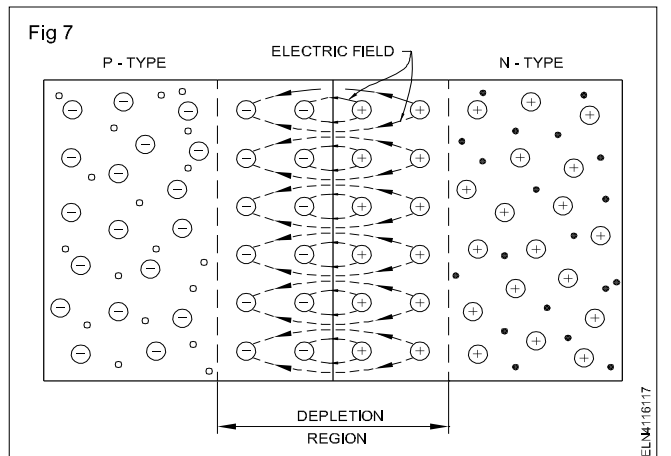 Fig 7
ELECTRIC FIELD
P - TYPE
N - TYPE
DEPLETION
REGION
ELN4116117